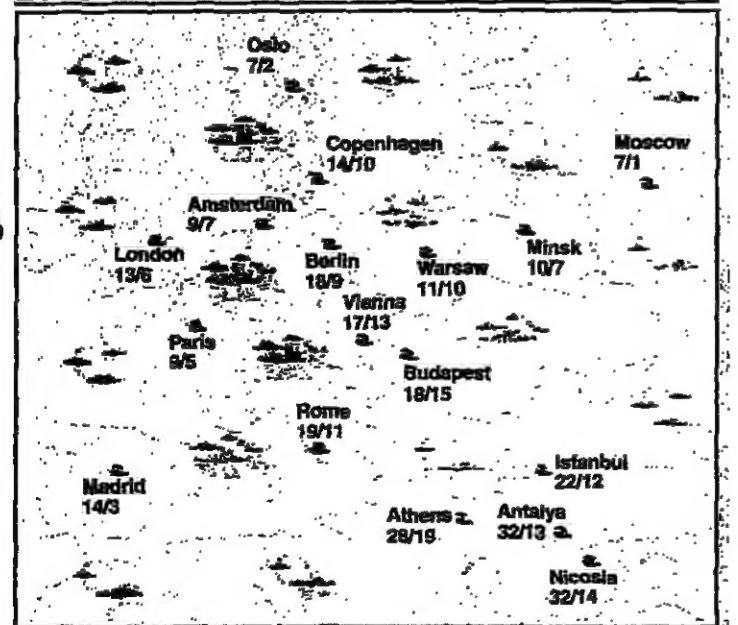 Oslo
7/2
Copenhagen
14/10
Moscow
7/1
Amsterdam
9/7
London
13/6
Berlin
18/9
Warsaw
11/10
Minsk
10/7
Vienna
17/13
Paris
9/5
Budapest
18/15
Rome
19/11
Madrid
14/3
Istanbul
22/12
Athens
Antalya
32/13
Nicosia
32/14